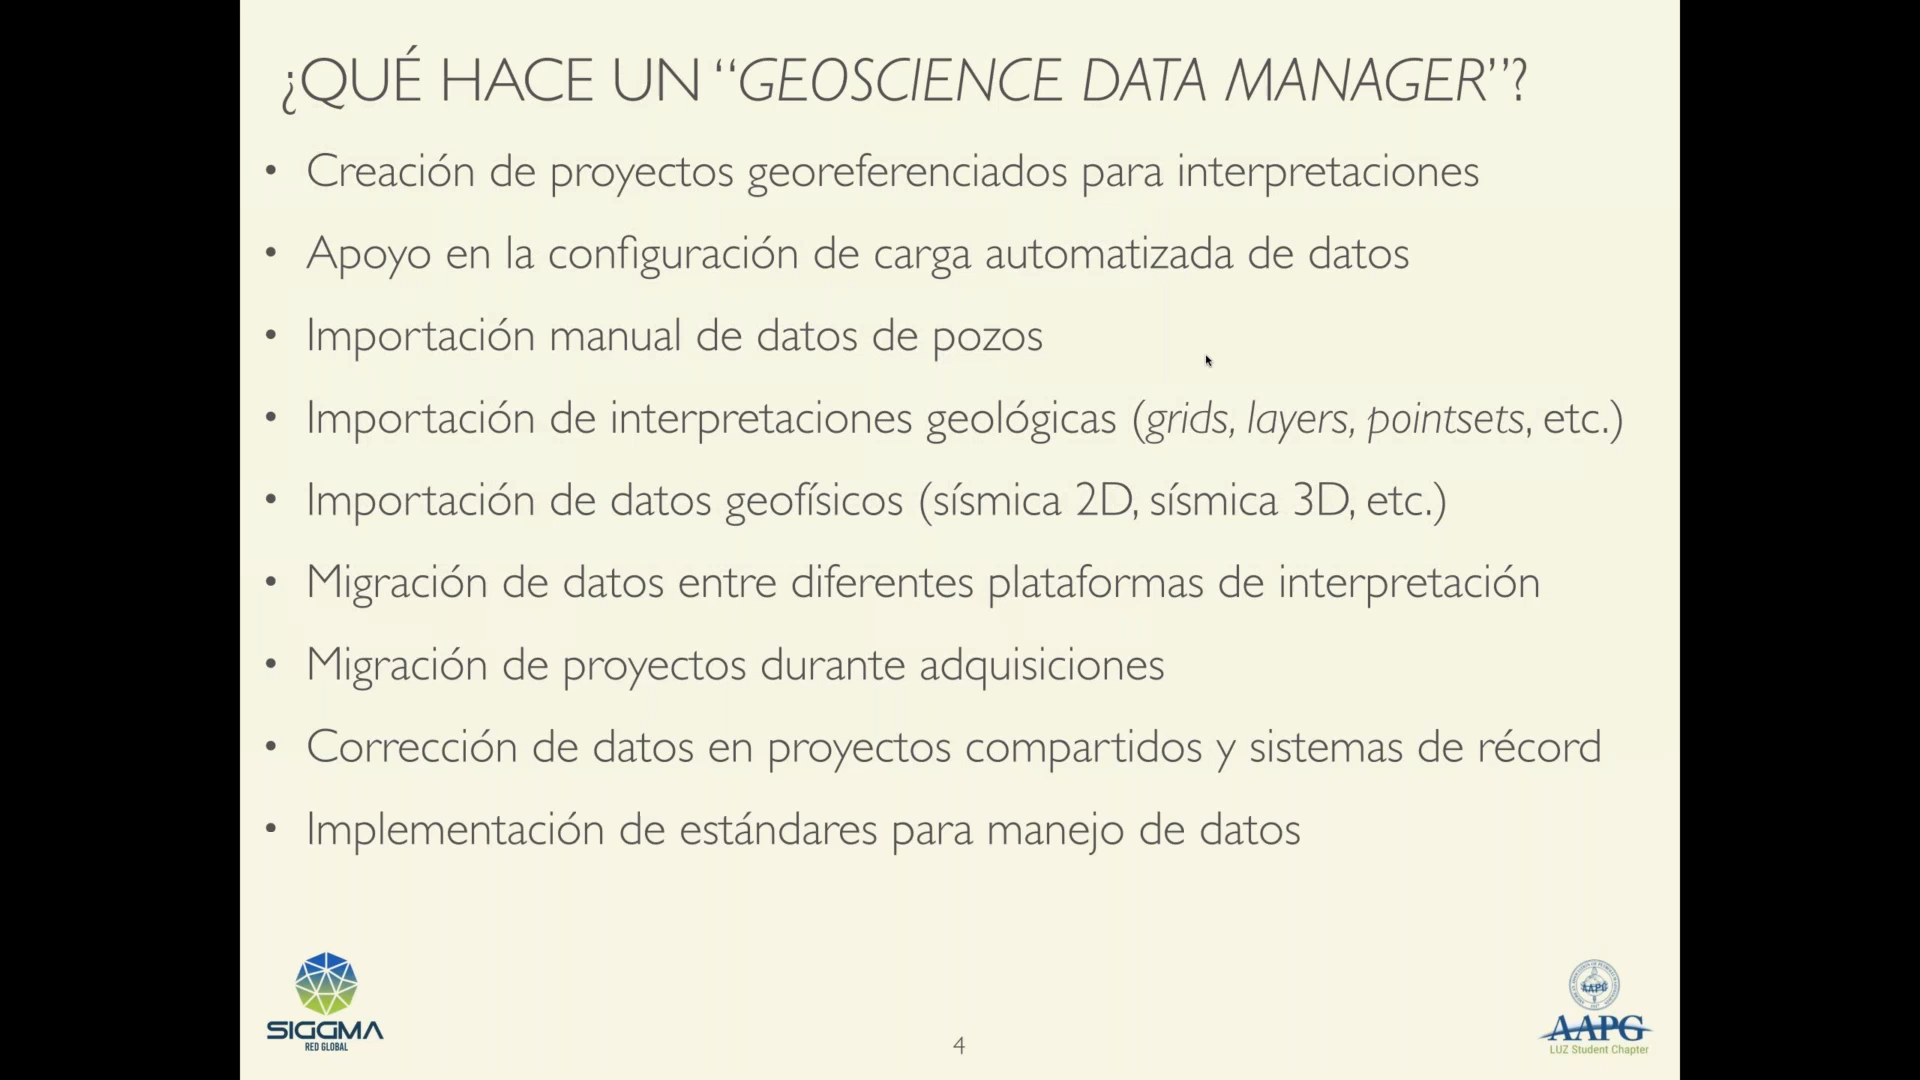 ¿QUÉ HACE UN “GEOSCIENCE DATA MANAGER”?
• Creación de proyectos georeferenciados para interpretaciones
• Apoyo en la configuración de carga automatizada de datos
• Importación manual de datos de pozos
• Importación de interpretaciones geológicas (grids, layers, pointsets, etc.)
• Importación de datos geofísicos (sísmica 2D, sísmica 3D, etc.)
• Migración de datos entre diferentes plataformas de interpretación
• Migración de proyectos durante adquisiciones
• Corrección de datos en proyectos compartidos y sistemas de récord
• Implementación de estándares para manejo de datos
SIGGMA
RED GLOBAL
4
AAPG
AAPG
LUZ Student Chapter